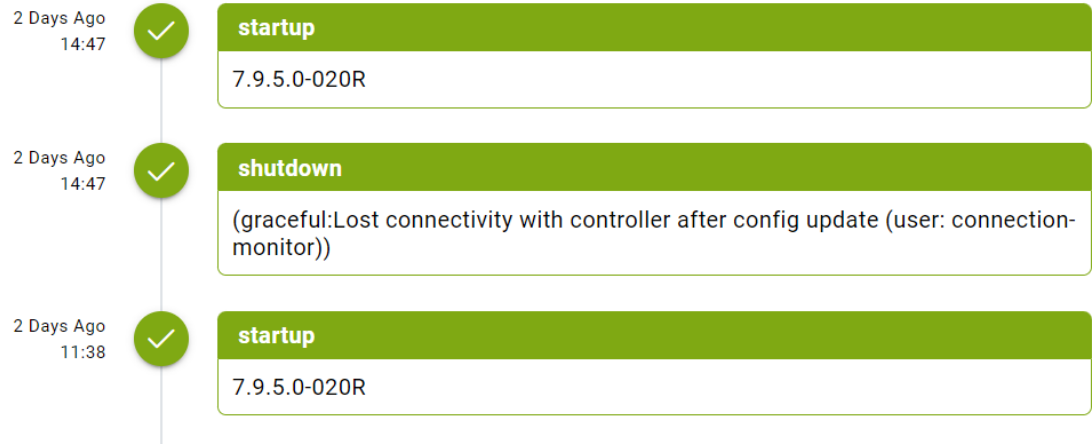 2 Days Ago
14:47
startup
7.9.5.0-020R
2 Days Ago
14:47
shutdown
(graceful:Lost connectivity with controller after config update (user: connection-
monitor))
2 Days Ago
11:38
startup
7.9.5.0-020R